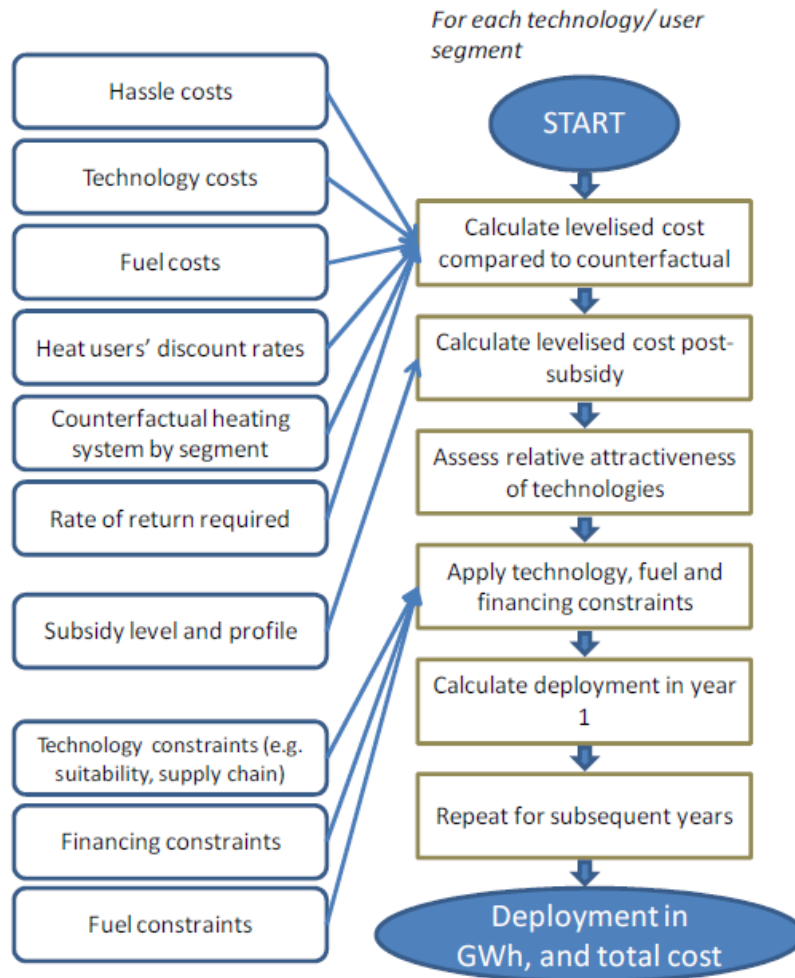 For each technology/ user
segment
Hassle costs
Technology costs
Fuel costs
Heat users’ discount rates
Counterfactual heating
system by segment
Rate of return required
Subsidy level and profile
Technology constraints (e.g.
suitability, supply chain)
Financing constraints
Fuel constraints
START
Calculate levelised cost
compared to counterfactual
Calculate levelised cost post-
subsidy
Assess relative attractiveness
of technologies
Apply technology, fuel and
financing constraints
Calculate deployment in year
1
Repeat for subsequent years
Deployment in
GWh, and total cost